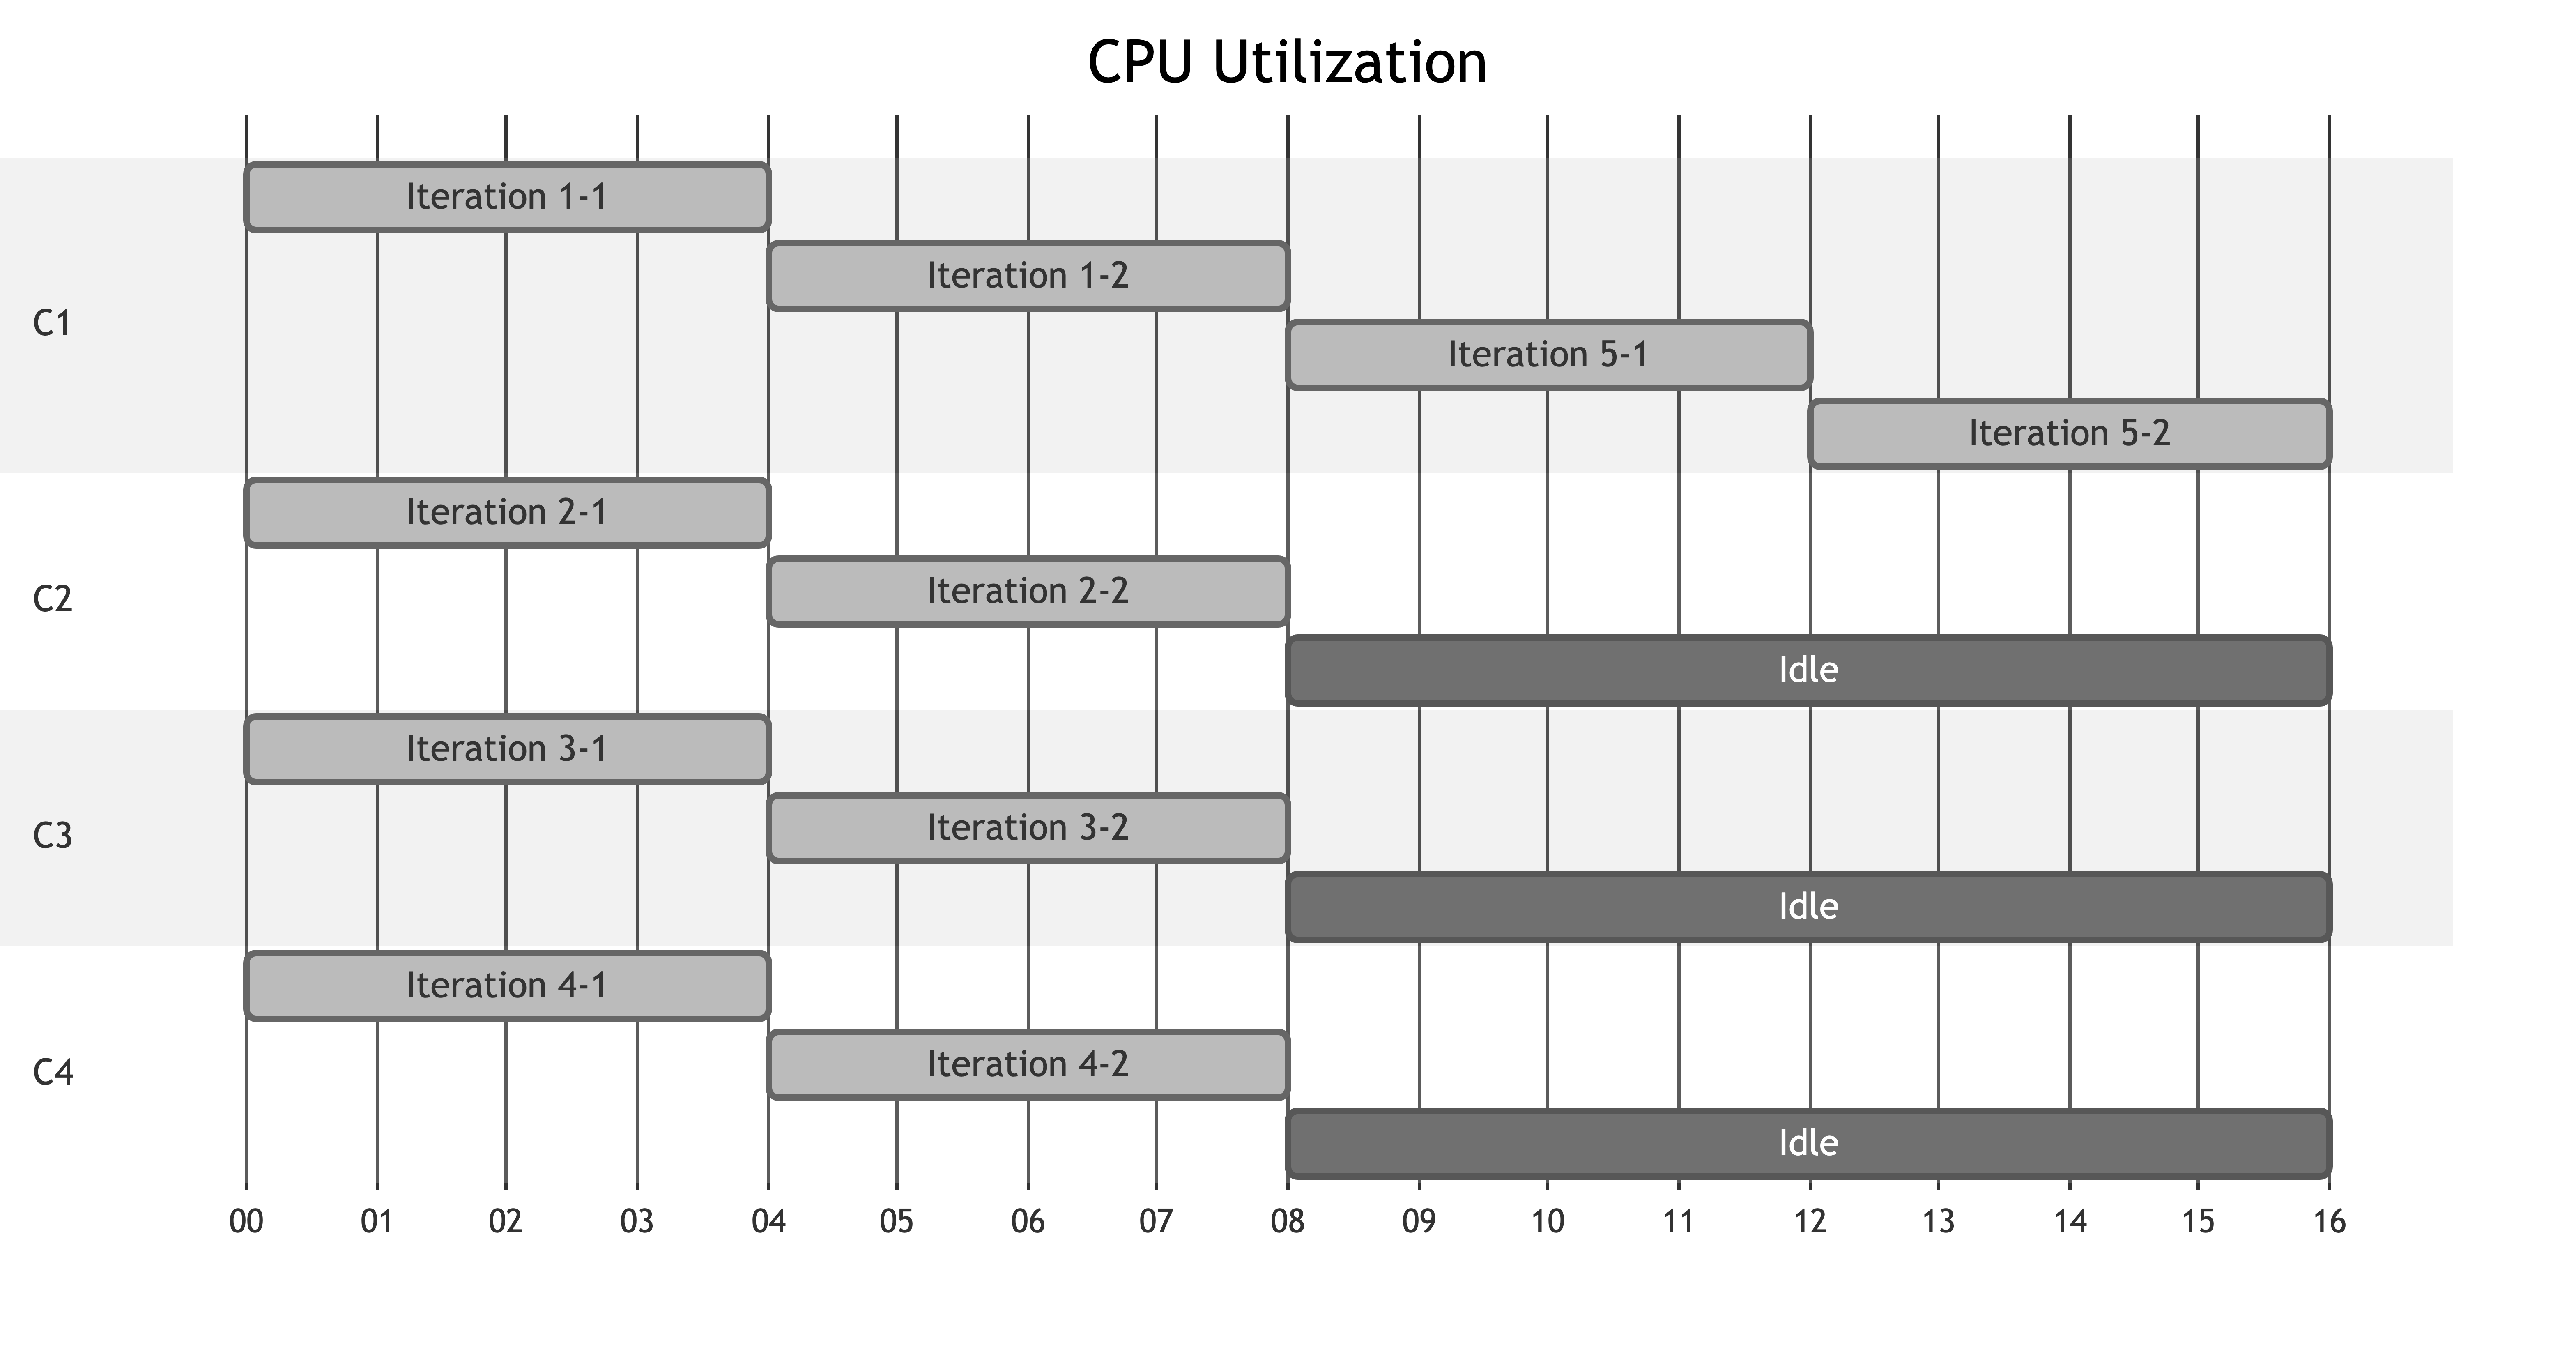 CPU Utilization
Iteration 1-1
Iteration 1-2
C1
Iteration 5-1
Iteration 5-2
Iteration 2-1
Iteration 2-2
C2
Idle
Iteration 3-1
Iteration 3-2
C3
Idle
Iteration 4-1
Iteration 4-2
C4
Idle
00 01 02 03 04 05 06 07 08 09 10 11 12 13 14 15 16